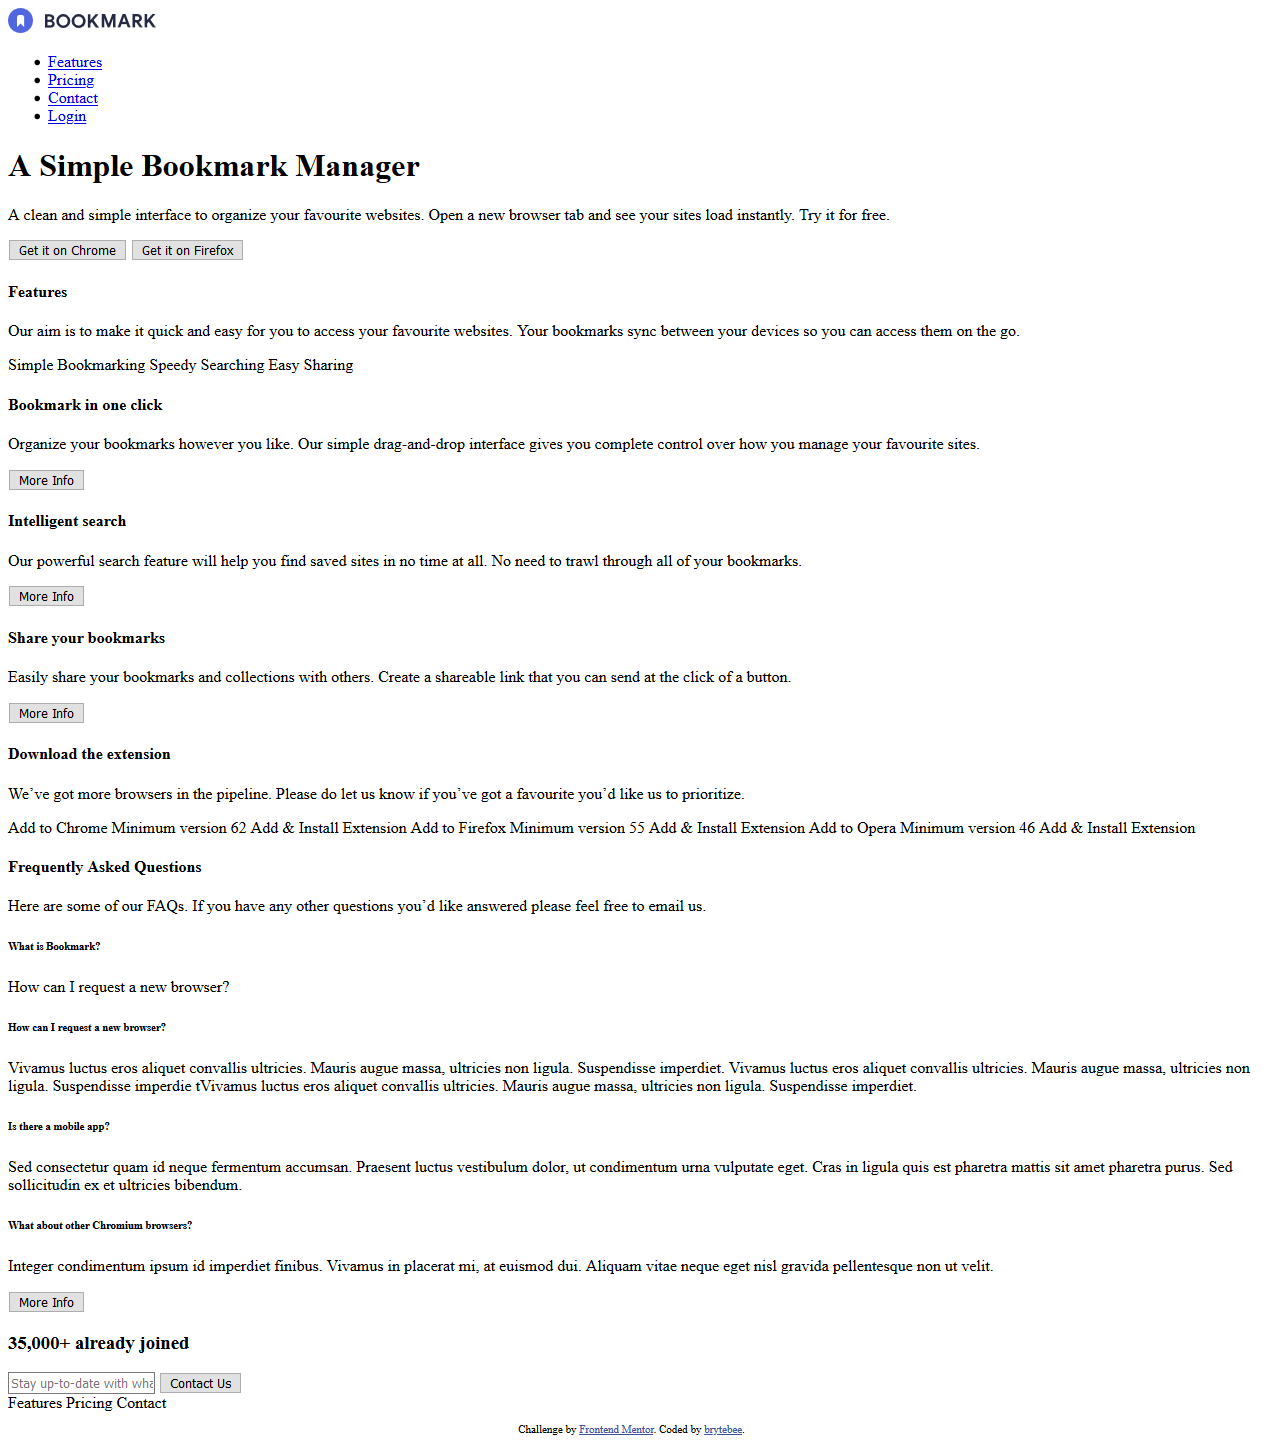 BOOKMARK
Features
Pricing
Contact
Login
A Simple Bookmark Manager
A clean and simple interface to organize your favourite websites. Open a new browser tab and see your sites load instantly. Try it for free.
Get it on Chrome Get it on Firefox
Features
Our aim is to make it quick and easy for you to access your favourite websites. Your bookmarks sync between your devices so you can access them on the go.
Simple Bookmarking Speedy Searching Easy Sharing
Bookmark in one click
Organize your bookmarks however you like. Our simple drag-and-drop interface gives you complete control over how you manage your favourite sites.
More Info
Intelligent search
Our powerful search feature will help you find saved sites in no time at all. No need to trawl through all of your bookmarks.
More Info
Share your bookmarks
Easily share your bookmarks and collections with others. Create a shareable link that you can send at the click of a button.
More Info
Download the extension
We’ve got more browsers in the pipeline. Please do let us know if you’ve got a favourite you’d like us to prioritize.
Add to Chrome Minimum version 62 Add & Install Extension Add to Firefox Minimum version 55 Add & Install Extension Add to Opera Minimum version 46 Add & Install Extension
Frequently Asked Questions
Here are some of our FAQs. If you have any other questions you’d like answered please feel free to email us.
What is Bookmark?
How can I request a new browser?
How can I request a new browser?
Vivamus luctus eros aliquet convallis ultricies. Mauris augue massa, ultricies non ligula. Suspendisse imperdiet. Vivamus luctus eros aliquet convallis ultricies. Mauris augue massa, ultricies non
ligula. Suspendisse imperdie tVivamus luctus eros aliquet convallis ultricies. Mauris augue massa, ultricies non ligula. Suspendisse imperdiet.
Is there a mobile app?
Sed consectetur quam id neque fermentum accumsan. Praesent luctus vestibulum dolor, ut condimentum urna vulputate eget. Cras in ligula quis est pharetra mattis sit amet pharetra purus. Sed
sollicitudin ex et ultricies bibendum.
What about other Chromium browsers?
Integer condimentum ipsum id imperdiet finibus. Vivamus in placerat mi, at euismod dui. Aliquam vitae neque eget nisl gravida pellentesque non ut velit.
More Info
35,000+ already joined
Stay up-to-date with wha Contact Us
Features Pricing Contact
Challenge by Frontend Mentor. Coded by brytebee.